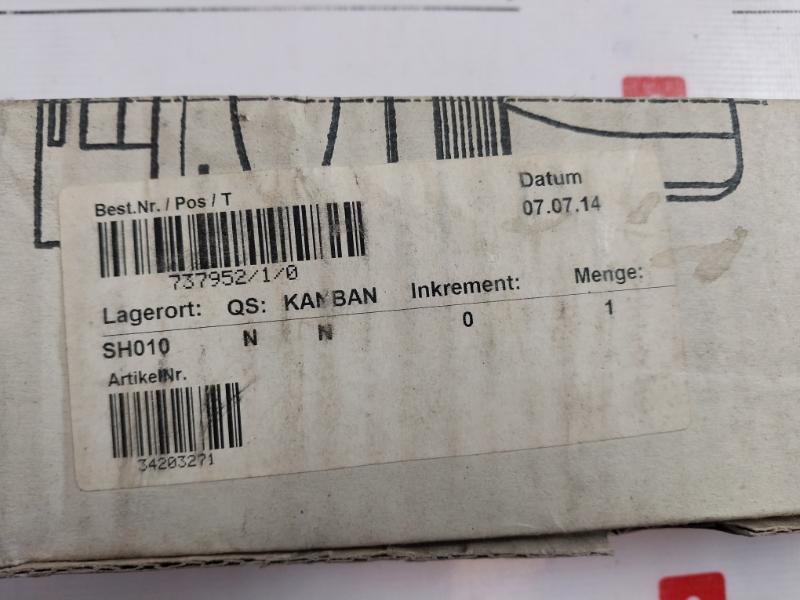 Best.Nr. / Pos / T
Datum
07.07.14
737952/1/0
Lagerort: QS: KANBAN Inkrement: Menge:
SH010 N N 0 1
ArtikelNr.
34203271